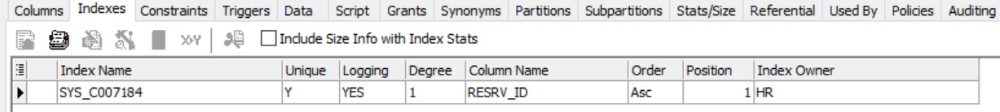 Columns Indexes Constraints Triggers Data Script Grants Synonyms Partitions Subpartitions Stats/Size Referential Used By Policies Auditing
X›Y Include Size Info with Index Stats
Index Name Unique Logging Degree Column Name Order Position Index Owner
SYS_C007184 Y YES 1 RESRV_ID Asc 1 HR